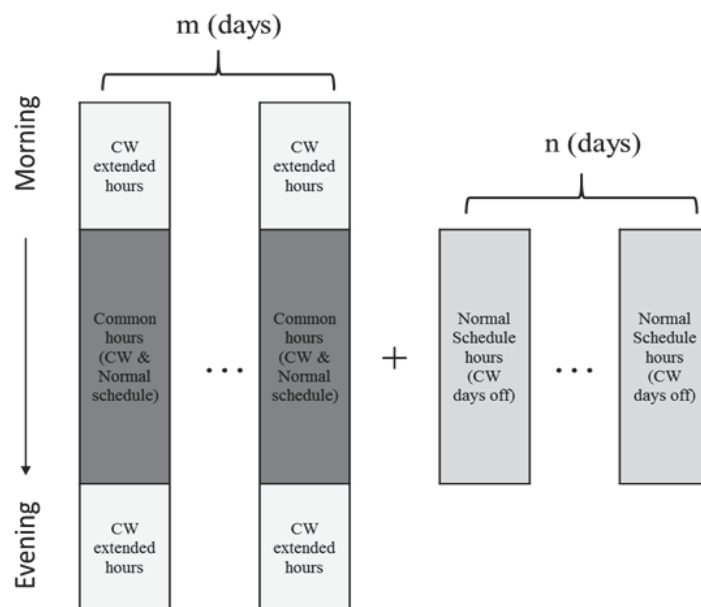 m (days)
n (days)
Morning
Evening
CW
extended
hours
CW
extended
hours
Common
hours
(CW &
Normal
schedule)
...
Common
hours
(CW &
Normal
schedule)
+
Normal
Schedule
hours
(CW
days off)
...
Normal
Schedule
hours
(CW
days off)
CW
extended
hours
CW
extended
hours